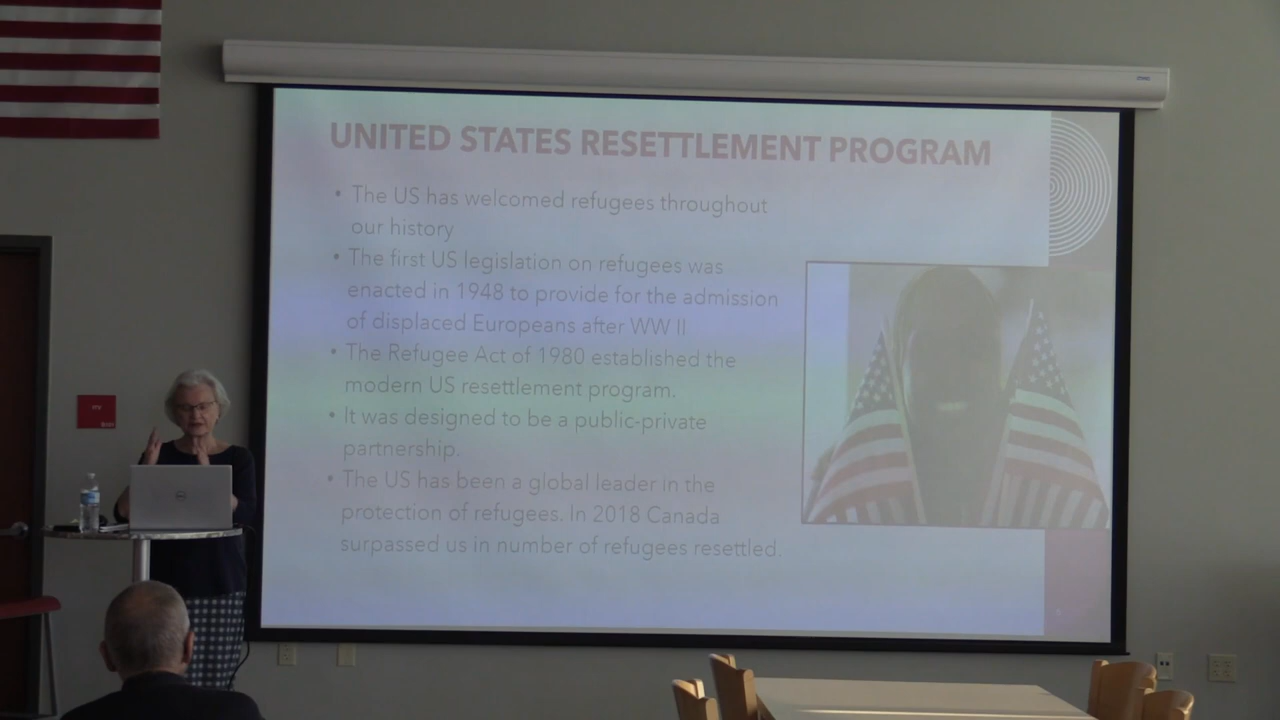 UNITED STATES RESETTLEMENT PROGRAM
• The US has welcomed refugees throughout
our history
• The first US legislation on refugees was
enacted in 1948 to provide for the admission
of displaced Europeans after WW II
• The Refugee Act of 1980 established the
modern US resettlement program.
• It was designed to be a public-private
partnership.
• The US has been a global leader in the
protection of refugees. In 2018 Canada
surpassed us in number of refugees resettled.
DELL